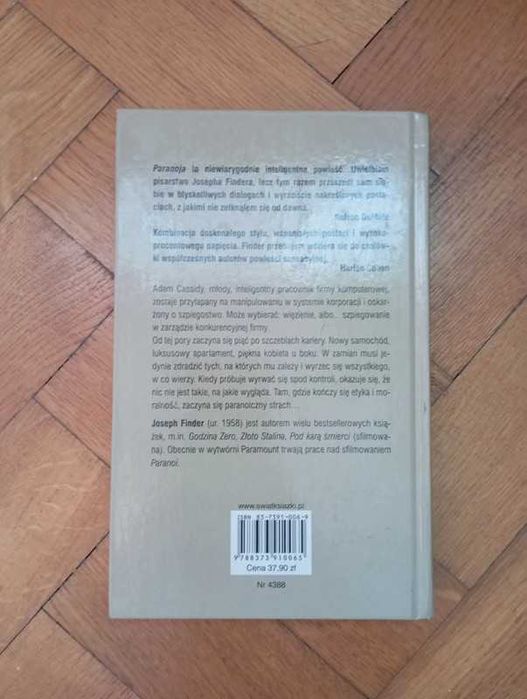 Paranoja to niewiarygodnie inteligentna powieść. Uwielbiam
pisarstwo Josepha Findera, lecz tym razem przeszedł sam sie-
bie w błyskotliwych dialogach i wyraziście nakreślonych posta-
ciach, z jakimi nie zetknąłem się od dawna.
Nelson DeMille
Kombinacja doskonałego stylu, wspaniałych postaci i wysoko-
procentowego napięcia. Finder przebojem wdziera się do czołów-
ki współczesnych autorów powieści sensacyjnej.
Harlan Coben
Adam Cassidy, młody, inteligentny pracownik firmy komputerowej,
zostaje przyłapany na manipulowaniu w systemie korporacji i oskar-
żony o szpiegostwo. Może wybierać: więzienie, albo... szpiegowanie
w zarządzie konkurencyjnej firmy.
Od tej pory zaczyna się piąć po szczeblach kariery. Nowy samochód,
luksusowy apartament, piękna kobieta u boku. W zamian musi je-
dynie zdradzić tych, na których mu zależy i wyrzec się wszystkiego,
w co wierzy. Kiedy próbuje wyrwać się spod kontroli, okazuje się, że
nic nie jest takie, na jakie wygląda. Tam, gdzie kończy się etyka i mo-
ralność, zaczyna się paranoiczny strach...
Joseph Finder (ur. 1958) jest autorem wielu bestsellerowych ksią-
żek, m.in. Godzina Zero, Złoto Stalina, Pod karą śmierci (sfilmowa-
na). Obecnie w wytwórni Paramount trwają prace nad sfilmowaniem
Paranoi.
www.swiatksiazki.pl
ISBN 83-7391-006-9
9788373910065
Cena 37,90 zł
Nr 4388